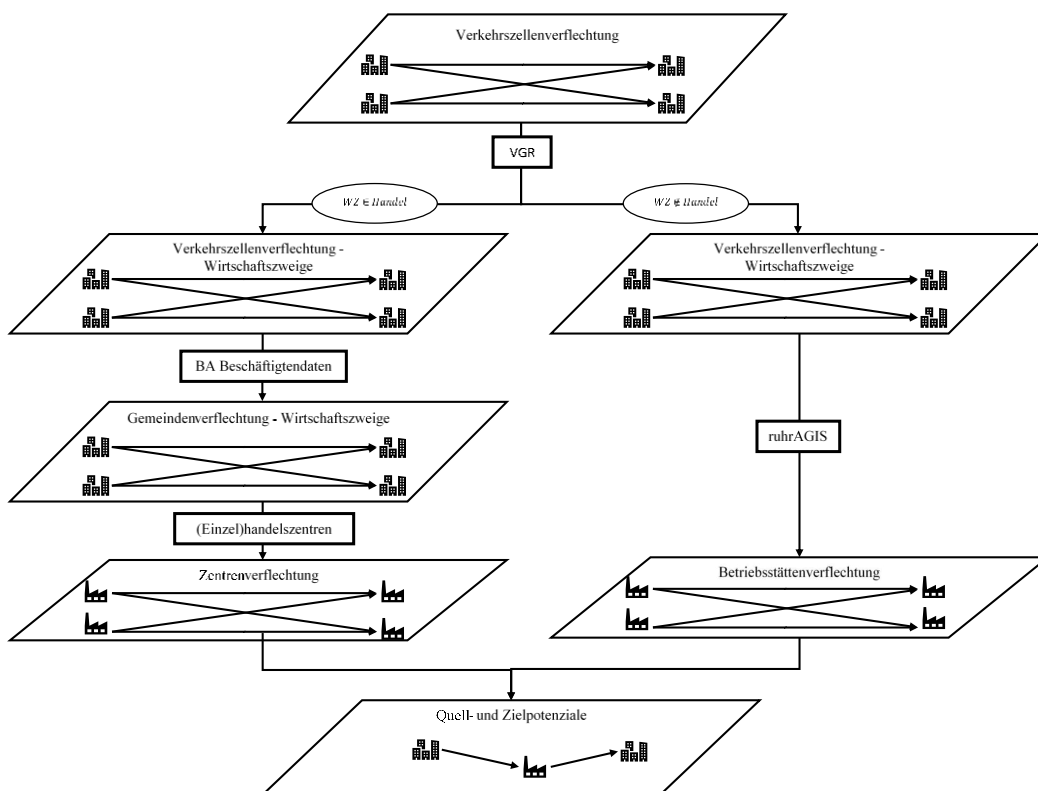 Verkehrszellenverflechtung
VGR
WZ ∈ Handel
WZ ∉ Handel
Verkehrszellenverflechtung -
Wirtschaftszweige
Verkehrszellenverflechtung -
Wirtschaftszweige
BA Beschäftigtendaten
Gemeindenverflechtung - Wirtschaftszweige
ruhrAGIS
(Einzel)handelszentren
Zentrenverflechtung
Betriebsstättenverflechtung
Quell- und Zielpotenziale